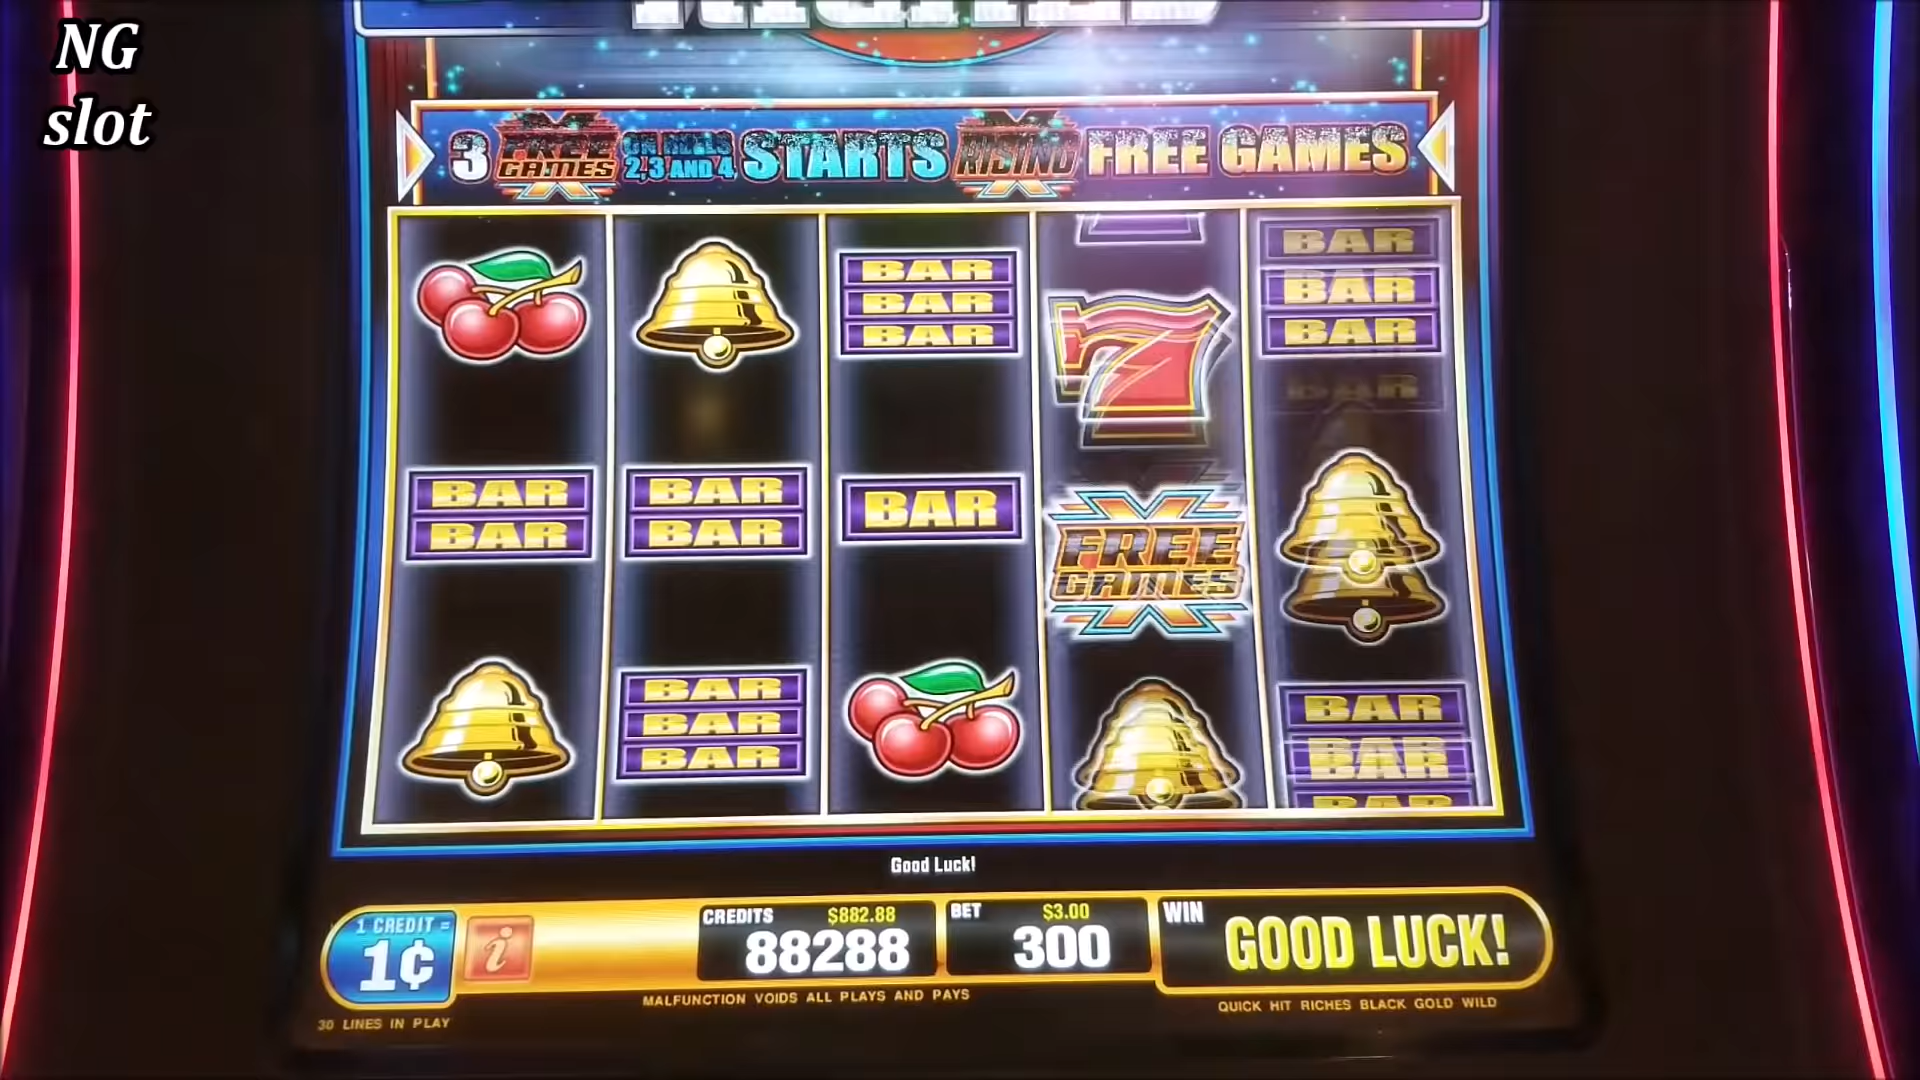 NG
slot
3 FREE GAMES ON REELS 2,3 AND 4 STARTS RISING FREE GAMES
BAR
BAR
BAR
BAR
BAR
BAR
7
BAR
BAR
BAR
BAR
BAR
BAR
FREE
GAMES
BAR
BAR
BAR
BAR
BAR
BAR
Good Luck!
1 CREDIT =
1¢
i
CREDITS $882.88
88288
BET $3.00
300
WIN
GOOD LUCK!
30 LINES IN PLAY
MALFUNCTION VOIDS ALL PLAYS AND PAYS
QUICK HIT RICHES BLACK GOLD WILD